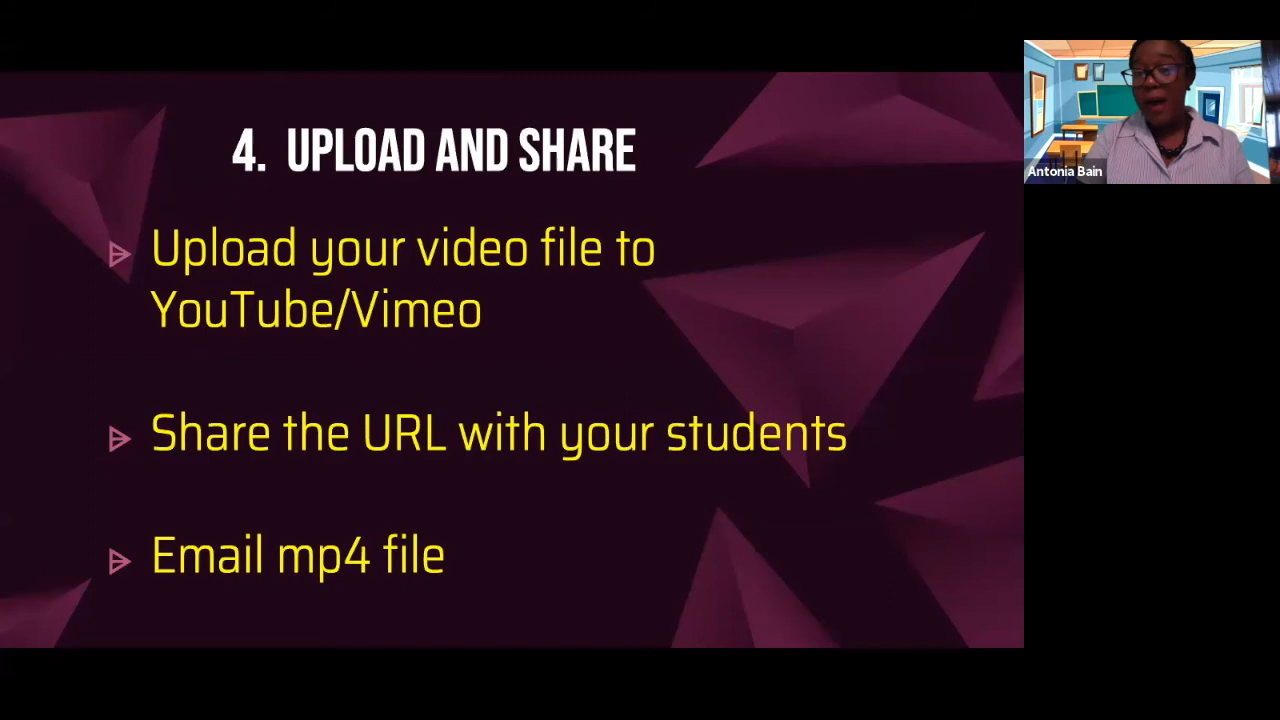 4. UPLOAD AND SHARE
Upload your video file to
YouTube/Vimeo
Share the URL with your students
Email mp4 file
Antonia Bain